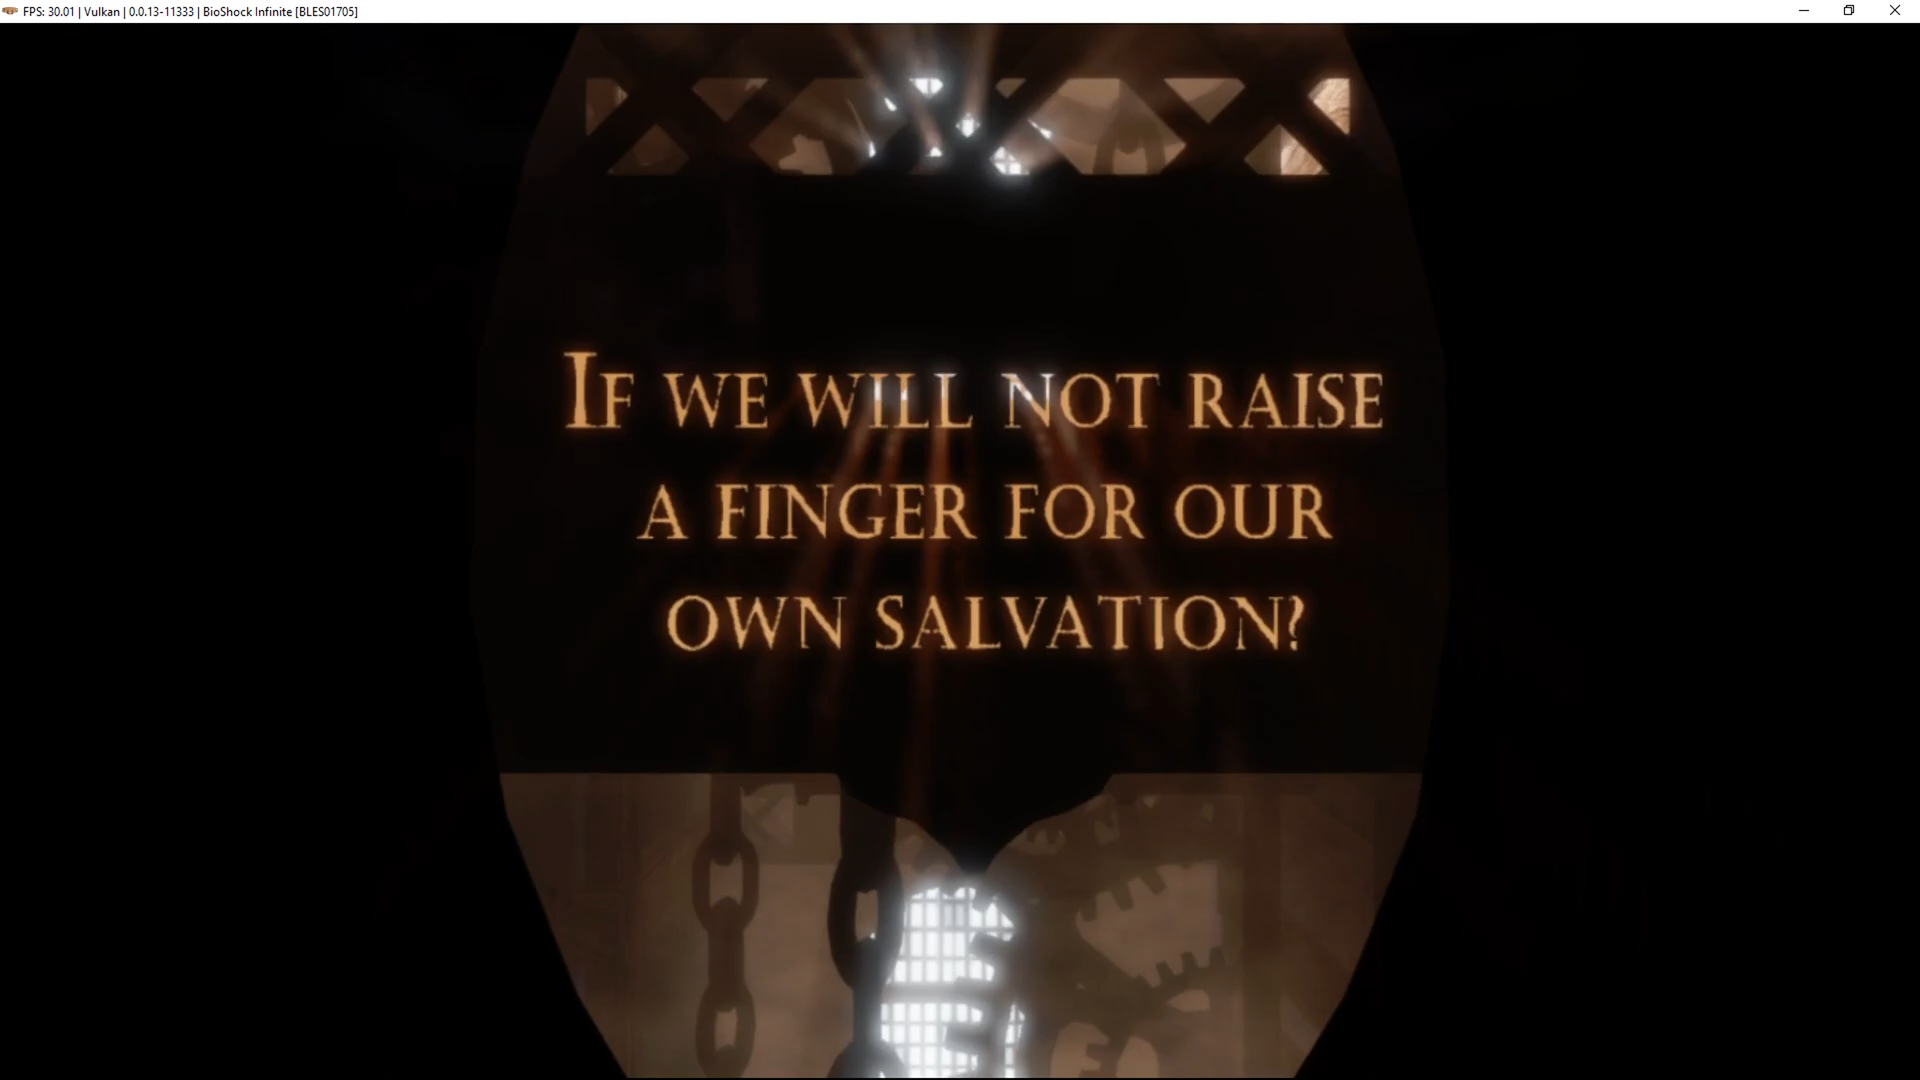 FPS: 30.01 | Vulkan | 0.0.13-11333 | BioShock Infinite [BLES01705]
IF WE WILL NOT RAISE
A FINGER FOR OUR
OWN SALVATION?